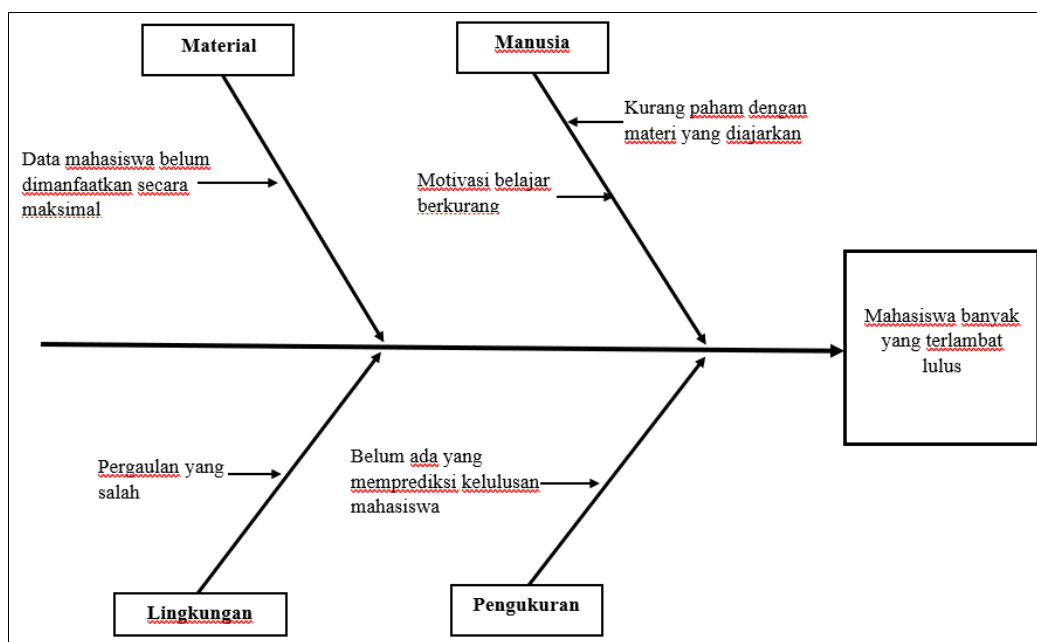 Material
Manusia
Kurang paham dengan
materi yang diajarkan
Data mahasiswa belum
dimanfaatkan secara
maksimal
Motivasi belajar
berkurang
Mahasiswa banyak
yang terlambat
lulus
Pergaulan yang
salah
Belum ada yang
memprediksi kelulusan
mahasiswa
Lingkungan
Pengukuran